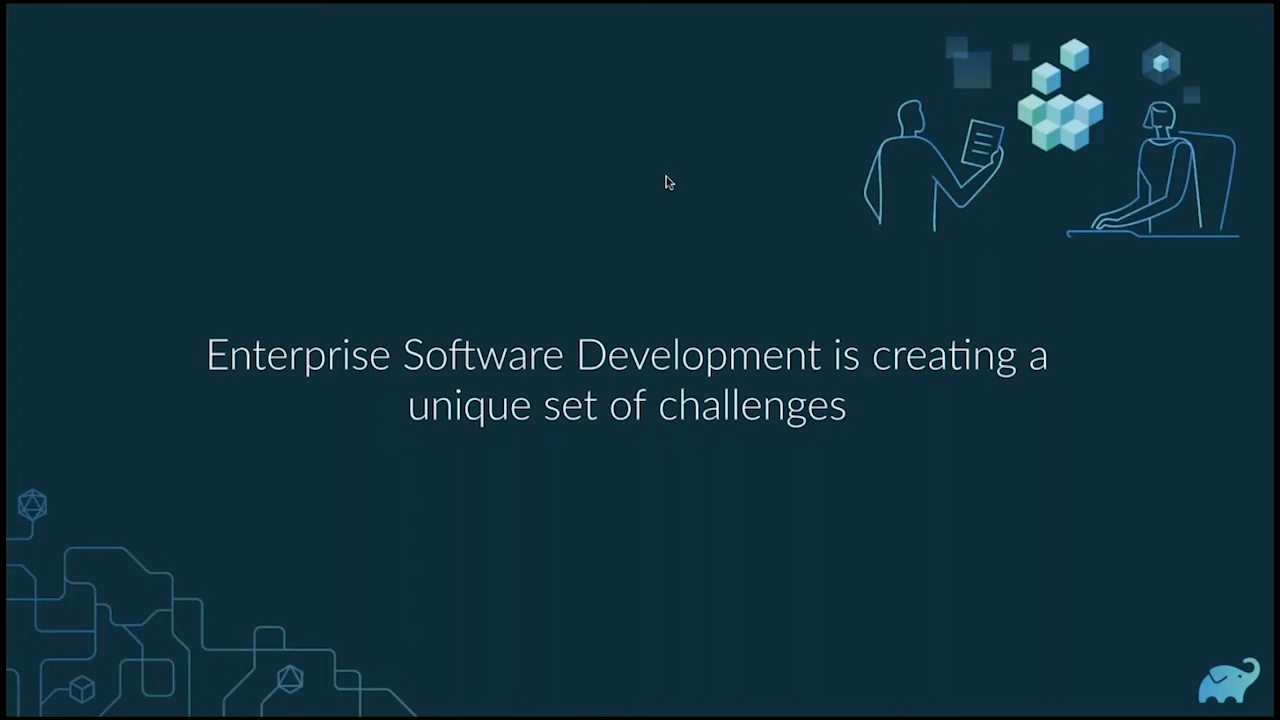 Enterprise Software Development is creating a
unique set of challenges